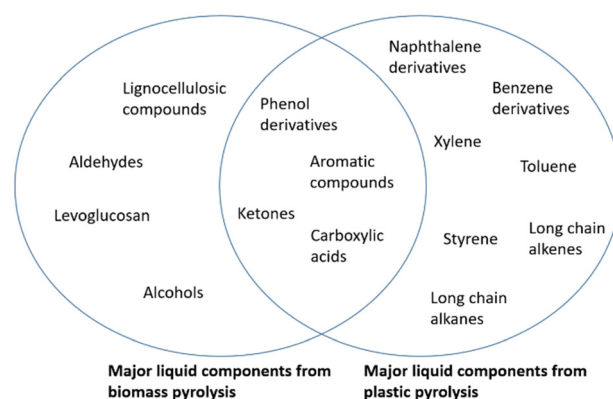 Naphthalene
derivatives
Lignocellulosic
compounds
Benzene
derivatives
Phenol
derivatives
Xylene
Aldehydes
Aromatic
compounds
Toluene
Levoglucosan
Ketones
Carboxylic
acids
Styrene
Long chain
alkenes
Alcohols
Long chain
alkanes
Major liquid components from
biomass pyrolysis
Major liquid components from
plastic pyrolysis